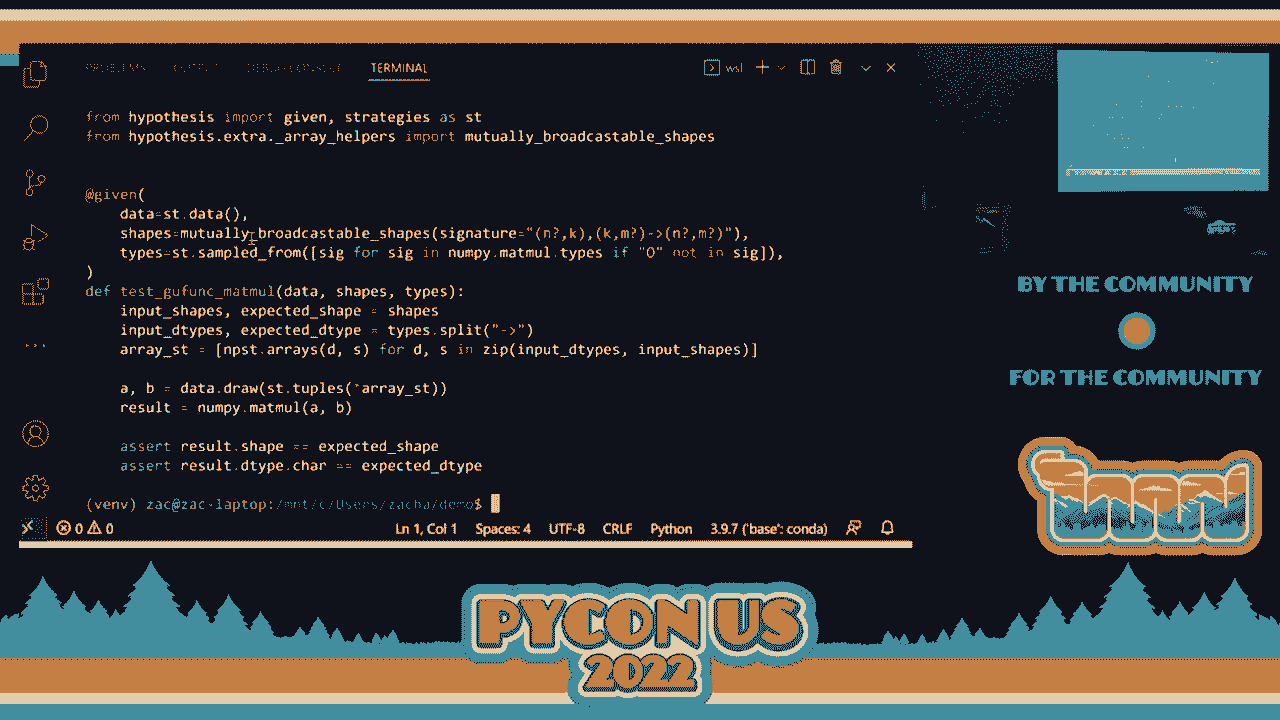 PROBLEMS OUTPUT DEBUG CONSOLE TERMINAL
wsl
from hypothesis import given, strategies as st
from hypothesis.extra._array_helpers import mutually_broadcastable_shapes
@given(
data=st.data(),
shapes=mutually_broadcastable_shapes(signature="(n?,k),(k,m?)->(n?,m?)"),
types=st.sampled_from([sig for sig in numpy.matmul.types if "O" not in sig]),
)
def test_gufunc_matmul(data, shapes, types):
input_shapes, expected_shape = shapes
input_dtypes, expected_dtype = types.split("->")
array_st = [npst.arrays(d, s) for d, s in zip(input_dtypes, input_shapes)]
a, b = data.draw(st.tuples(*array_st))
result = numpy.matmul(a, b)
assert result.shape == expected_shape
assert result.dtype.char == expected_dtype
(venv) zac@zac-laptop:/mnt/c/Users/zacha/demo$
0 0 Ln 1, Col 1 Spaces: 4 UTF-8 CRLF Python 3.9.7 ('base': conda)
BY THE COMMUNITY
FOR THE COMMUNITY
PYCON US
2022